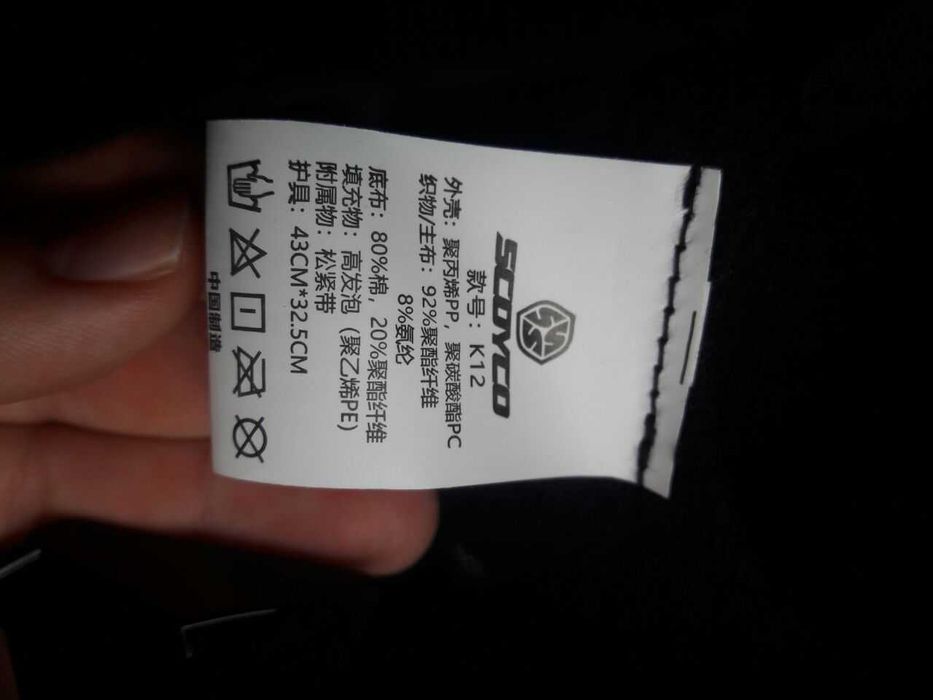 SCOYCO
款号：K12
外壳：聚丙烯PP，聚碳酸酯PC
织物/主布：92%聚酯纤维
8%氨纶
底布：80%棉，20%聚酯纤维
填充物：高发泡（聚乙烯PE）
附属物：松紧带
护具：43CM*32.5CM
中国制造